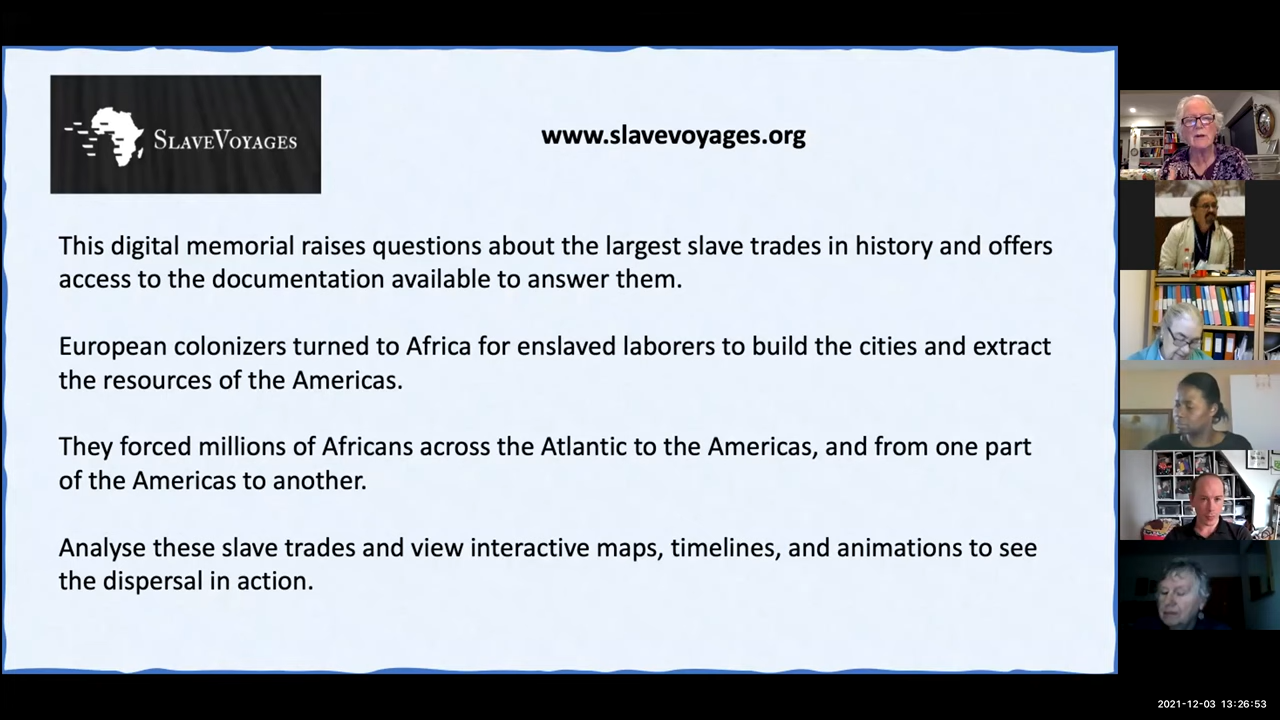 SLAVEVOYAGES
www.slavevoyages.org
This digital memorial raises questions about the largest slave trades in history and offers
access to the documentation available to answer them.
European colonizers turned to Africa for enslaved laborers to build the cities and extract
the resources of the Americas.
They forced millions of Africans across the Atlantic to the Americas, and from one part
of the Americas to another.
Analyse these slave trades and view interactive maps, timelines, and animations to see
the dispersal in action.
2021-12-03 13:26:53